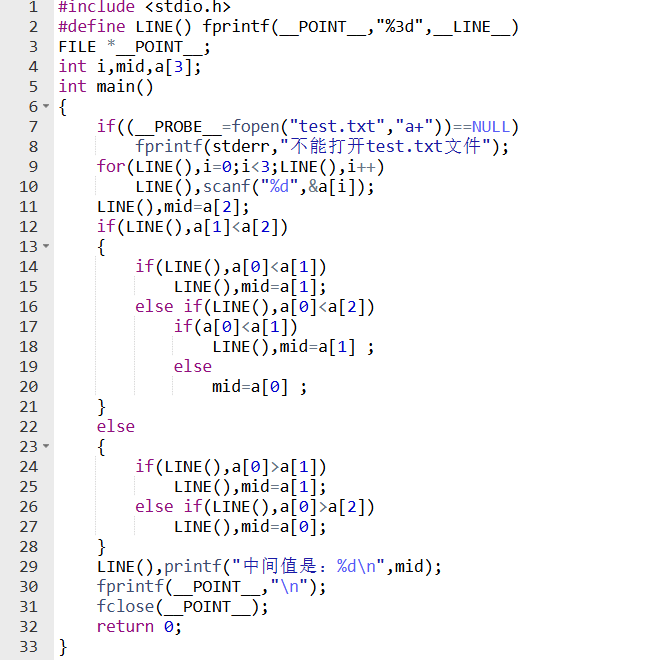 1 #include <stdio.h>
2 #define LINE() fprintf(__POINT__,"%3d",__LINE__)
3 FILE *__POINT__;
4 int i,mid,a[3];
5 int main()
6 {
7 if((__PROBE__=fopen("test.txt","a+"))==NULL)
8 fprintf(stderr,"不能打开test.txt文件");
9 for(LINE(),i=0;i<3;LINE(),i++)
10 LINE(),scanf("%d",&a[i]);
11 LINE(),mid=a[2];
12 if(LINE(),a[1]<a[2])
13 {
14 if(LINE(),a[0]<a[1])
15 LINE(),mid=a[1];
16 else if(LINE(),a[0]<a[2])
17 if(a[0]<a[1])
18 LINE(),mid=a[1] ;
19 else
20 mid=a[0] ;
21 }
22 else
23 {
24 if(LINE(),a[0]>a[1])
25 LINE(),mid=a[1];
26 else if(LINE(),a[0]>a[2])
27 LINE(),mid=a[0];
28 }
29 LINE(),printf("中间值是：%d\n",mid);
30 fprintf(__POINT__,"\n");
31 fclose(__POINT__);
32 return 0;
33 }